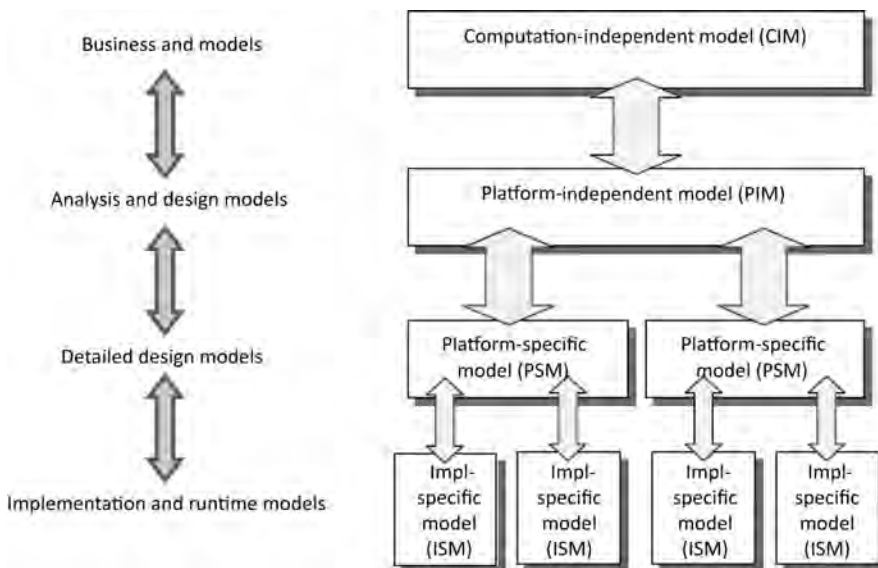 Business and models
Computation-independent model (CIM)
Analysis and design models
Platform-independent model (PIM)
Detailed design models
Platform-specific
model (PSM)
Platform-specific
model (PSM)
Implementation and runtime models
Impl-
specific
model
(ISM)
Impl-
specific
model
(ISM)
Impl-
specific
model
(ISM)
Impl-
specific
model
(ISM)